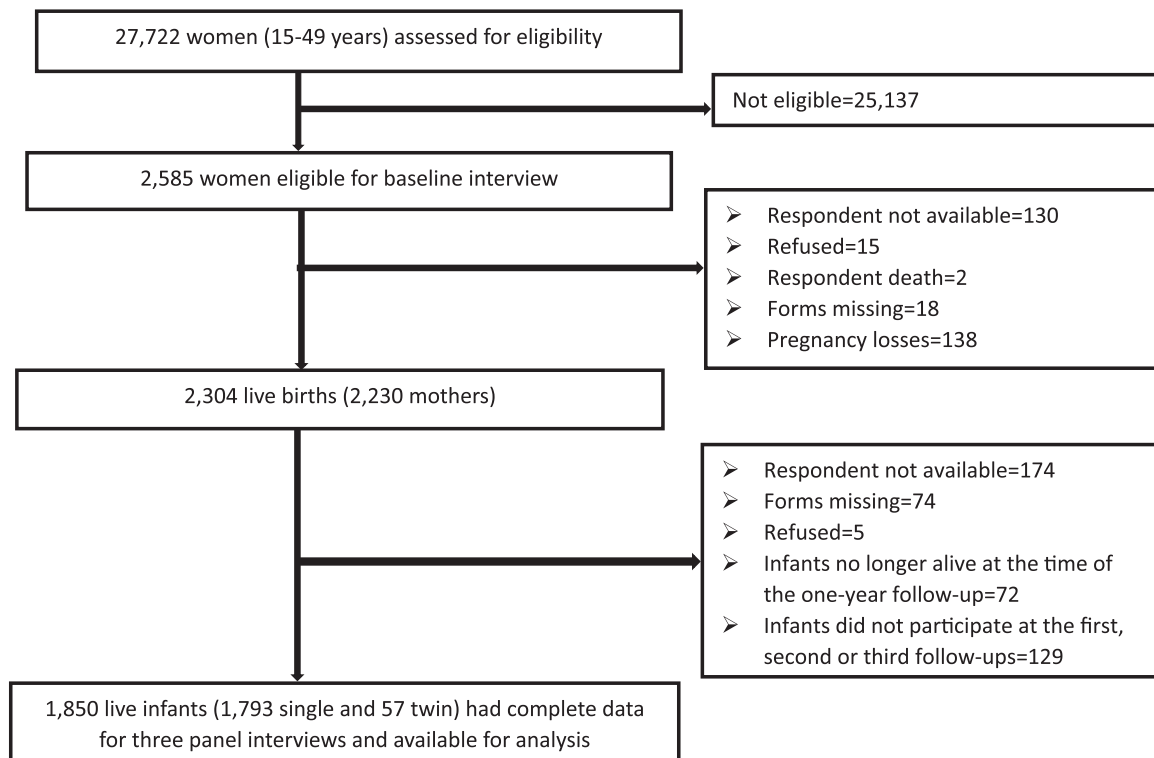 27,722 women (15-49 years) assessed for eligibility
Not eligible=25,137
2,585 women eligible for baseline interview
➢ Respondent not available=130
➢ Refused=15
➢ Respondent death=2
➢ Forms missing=18
➢ Pregnancy losses=138
2,304 live births (2,230 mothers)
➢ Respondent not available=174
➢ Forms missing=74
➢ Refused=5
➢ Infants no longer alive at the time of
the one-year follow-up=72
➢ Infants did not participate at the first,
second or third follow-ups=129
1,850 live infants (1,793 single and 57 twin) had complete data
for three panel interviews and available for analysis